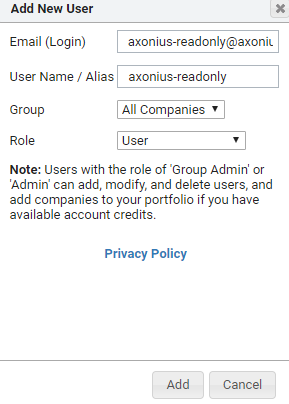 Add New User
Email (Login) axonius-readonly@axoniu
User Name / Alias axonius-readonly
Group All Companies
Role User
Note: Users with the role of 'Group Admin' or
'Admin' can add, modify, and delete users, and
add companies to your portfolio if you have
available account credits.
Privacy Policy
Add Cancel